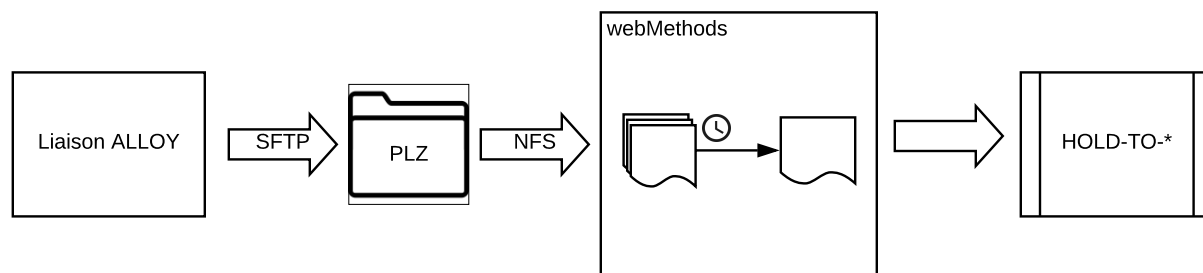 webMethods
Liaison ALLOY
SFTP
PLZ
NFS
HOLD-TO-*